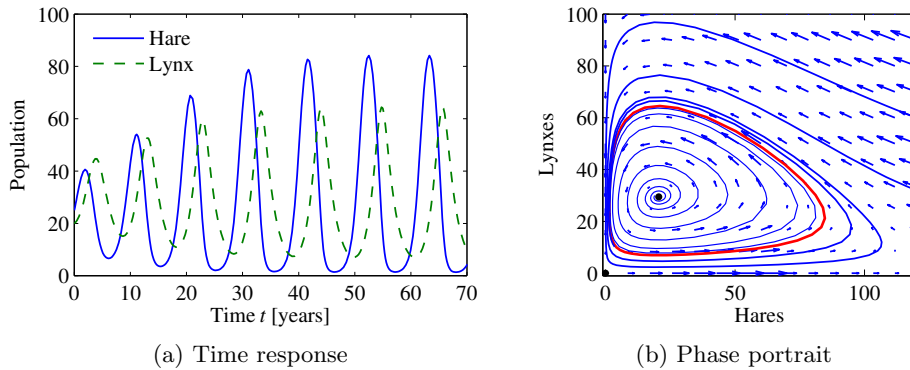 100
80
60
40
20
0
Population
Hare
Lynx
0 10 20 30 40 50 60 70
Time t [years]
(a) Time response
100
80
60
40
20
0
Lynxes
0 50 100
Hares
(b) Phase portrait